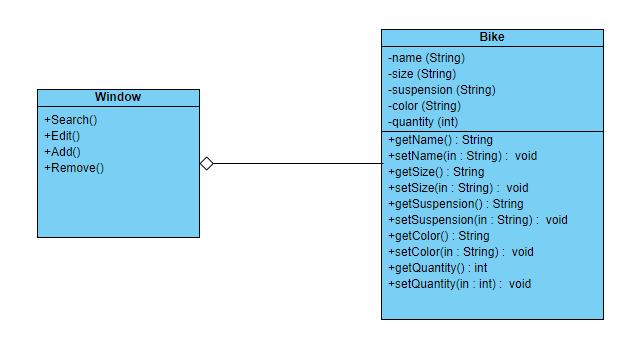 Window
+Search()
+Edit()
+Add()
+Remove()
Bike
-name (String)
-size (String)
-suspension (String)
-color (String)
-quantity (int)
+getName() : String
+setName(in : String) : void
+getSize() : String
+setSize(in : String) : void
+getSuspension() : String
+setSuspension(in : String) : void
+getColor() : String
+setColor(in : String) : void
+getQuantity() : int
+setQuantity(in : int) : void